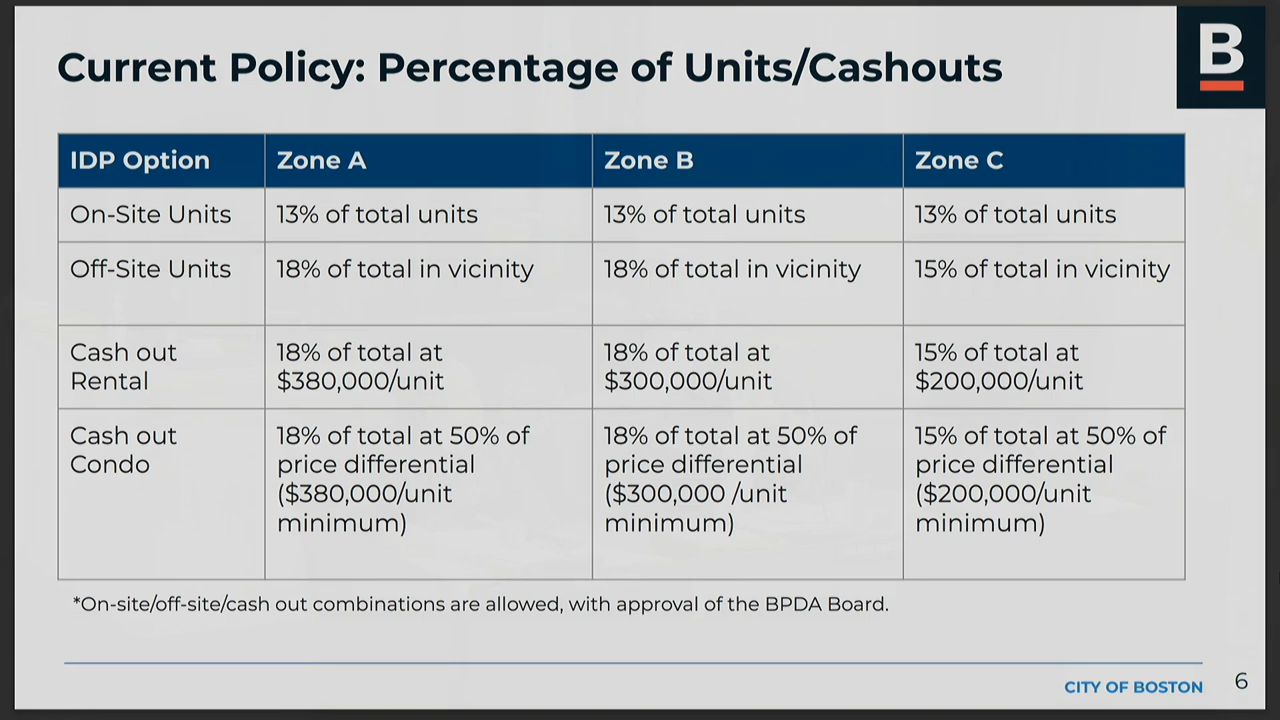 Current Policy: Percentage of Units/Cashouts
B
IDP Option
Zone A
Zone B
Zone C
On-Site Units
13% of total units
13% of total units
13% of total units
Off-Site Units
18% of total in vicinity
18% of total in vicinity
15% of total in vicinity
Cash out
Rental
18% of total at
$380,000/unit
18% of total at
$300,000/unit
15% of total at
$200,000/unit
Cash out
Condo
18% of total at 50% of
price differential
($380,000/unit
minimum)
18% of total at 50% of
price differential
($300,000 /unit
minimum)
15% of total at 50% of
price differential
($200,000/unit
minimum)
*On-site/off-site/cash out combinations are allowed, with approval of the BPDA Board.
CITY OF BOSTON
6